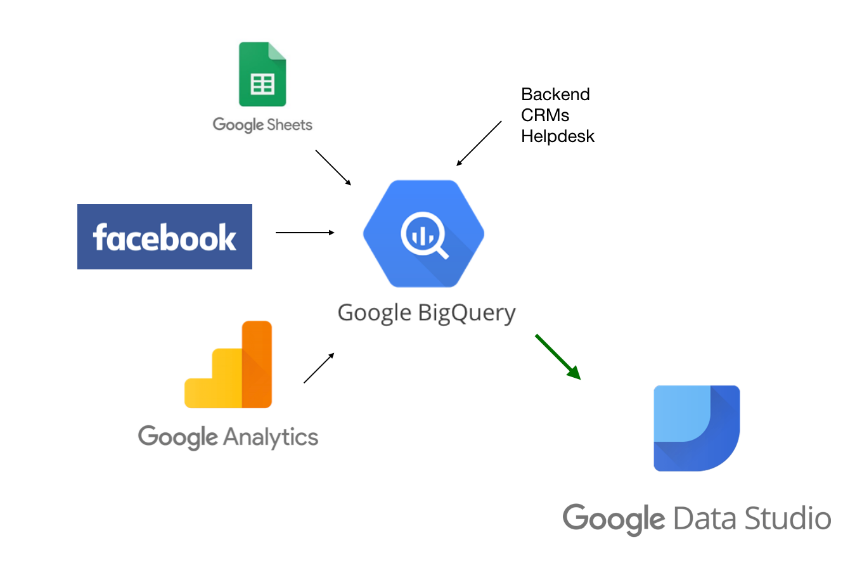 Google Sheets
Backend
CRMs
Helpdesk
facebook
Google BigQuery
Google Analytics
Google Data Studio